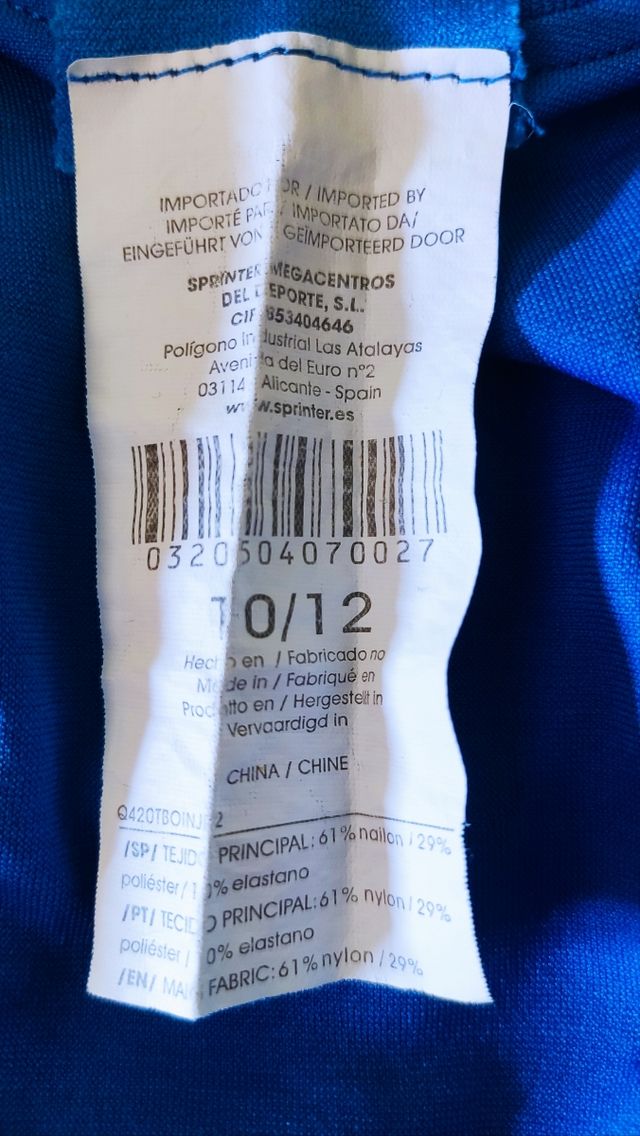 IMPORTADO POR / IMPORTED BY
IMPORTÉ PAR / IMPORTATO DA/
EINGEFÜHRT VON / GEÏMPORTEERD DOOR
SPRINTER MEGACENTROS
DEL DEPORTE, S.L.
CIF B53404646
Polígono Industrial Las Atalayas
Avenida del Euro nº2
03114 Alicante - Spain
www.sprinter.es
0320504070027
10/12
Hecho en / Fabricado no
Made in / Fabriqué en
Prodotto en / Hergestellt in
Vervaardigd in
CHINA / CHINE
/SP/ TEJIDO PRINCIPAL: 61% nailon / 29%
poliéster / 10% elastano
/PT/ TECIDO PRINCIPAL: 61% nylon / 29%
poliéster / 10% elastano
/EN/ MAIN FABRIC: 61% nylon / 29%